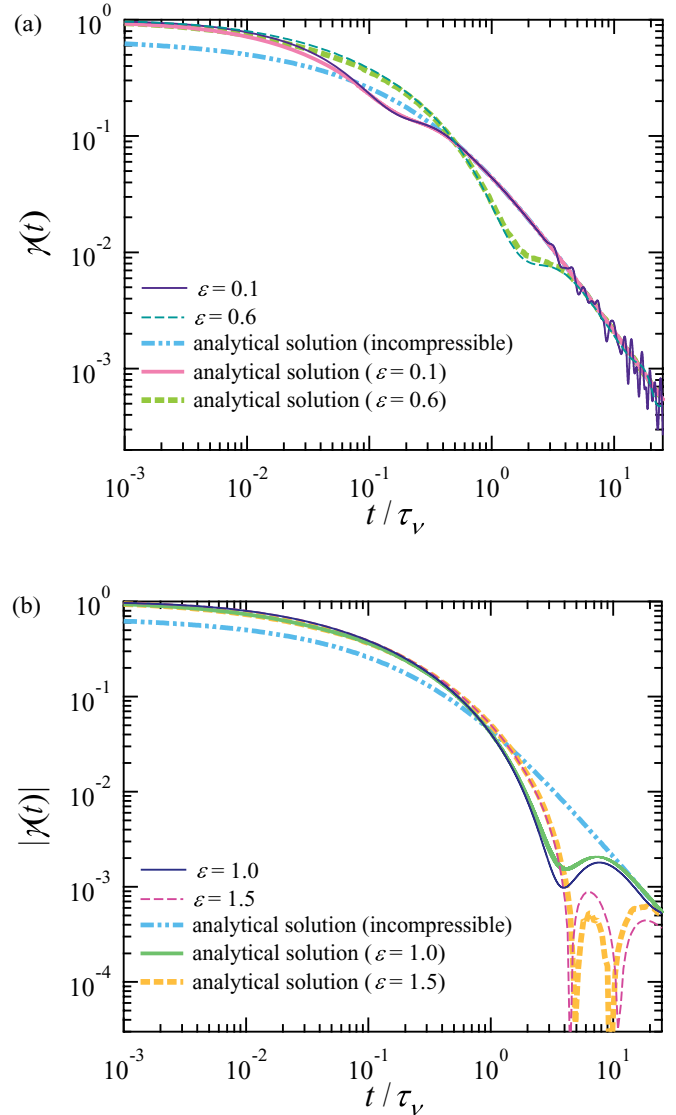 (a)
10^0
10^-1
10^-2
10^-3
γ(t)
ε = 0.1
ε = 0.6
analytical solution (incompressible)
analytical solution (ε = 0.1)
analytical solution (ε = 0.6)
10^-3 10^-2 10^-1 10^0 10^1
t / τ_ν
(b)
10^0
10^-1
10^-2
10^-3
10^-4
|γ(t)|
ε = 1.0
ε = 1.5
analytical solution (incompressible)
analytical solution (ε = 1.0)
analytical solution (ε = 1.5)
10^-3 10^-2 10^-1 10^0 10^1
t / τ_ν